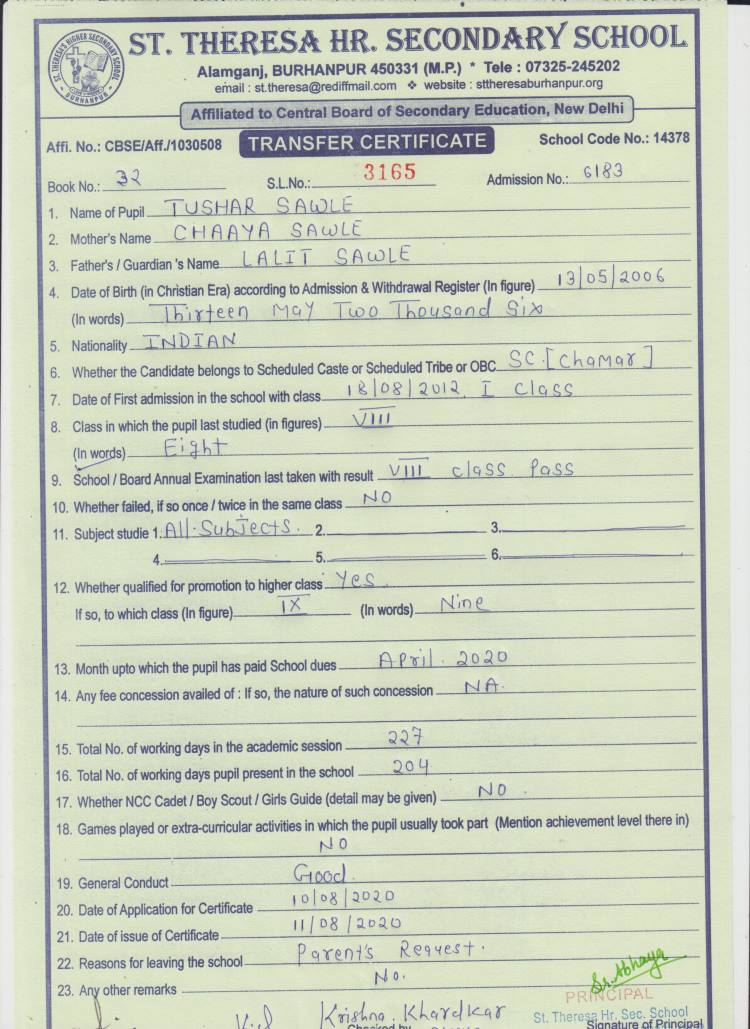 ST. THERESA'S HIGHER SECONDARY SCHOOL
BURHANPUR
ST. THERESA HR. SECONDARY SCHOOL
Alamganj, BURHANPUR 450331 (M.P.) * Tele : 07325-245202
email : st.theresa@rediffmail.com ❖ website : sttheresaburhanpur.org
Affiliated to Central Board of Secondary Education, New Delhi
Affi. No.: CBSE/Aff./1030508 TRANSFER CERTIFICATE School Code No.: 14378
Book No.: 32 S.L.No.: 3165 Admission No.: 6183
1. Name of Pupil TUSHAR SAWLE
2. Mother's Name CHAAYA SAWLE
3. Father's / Guardian 's Name LALIT SAWLE
4. Date of Birth (in Christian Era) according to Admission & Withdrawal Register (In figure) 13/05/2006
(In words) Thirteen May Two Thousand Six
5. Nationality INDIAN
6. Whether the Candidate belongs to Scheduled Caste or Scheduled Tribe or OBC SC.[Chamar]
7. Date of First admission in the school with class 18/08/2012. I Class
8. Class in which the pupil last studied (in figures) VIII
(In words) Eight
9. School / Board Annual Examination last taken with result VIII class Pass
10. Whether failed, if so once / twice in the same class NO
11. Subject studie 1. All Subjects. 2. 3.
4. 5. 6.
12. Whether qualified for promotion to higher class Yes.
If so, to which class (In figure) IX (In words) Nine
13. Month upto which the pupil has paid School dues April. 2020
14. Any fee concession availed of : If so, the nature of such concession NA.
15. Total No. of working days in the academic session 227
16. Total No. of working days pupil present in the school 204
17. Whether NCC Cadet / Boy Scout / Girls Guide (detail may be given) NO.
18. Games played or extra-curricular activities in which the pupil usually took part (Mention achievement level there in)
NO
19. General Conduct Good.
20. Date of Application for Certificate 10/08/2020
21. Date of issue of Certificate 11/08/2020
22. Reasons for leaving the school Parent's Request.
23. Any other remarks No.
Sr. Abhaya
PRINCIPAL
Krishna. Khardkar St. Theresa Hr. Sec. School
Checked by Signature of Principal